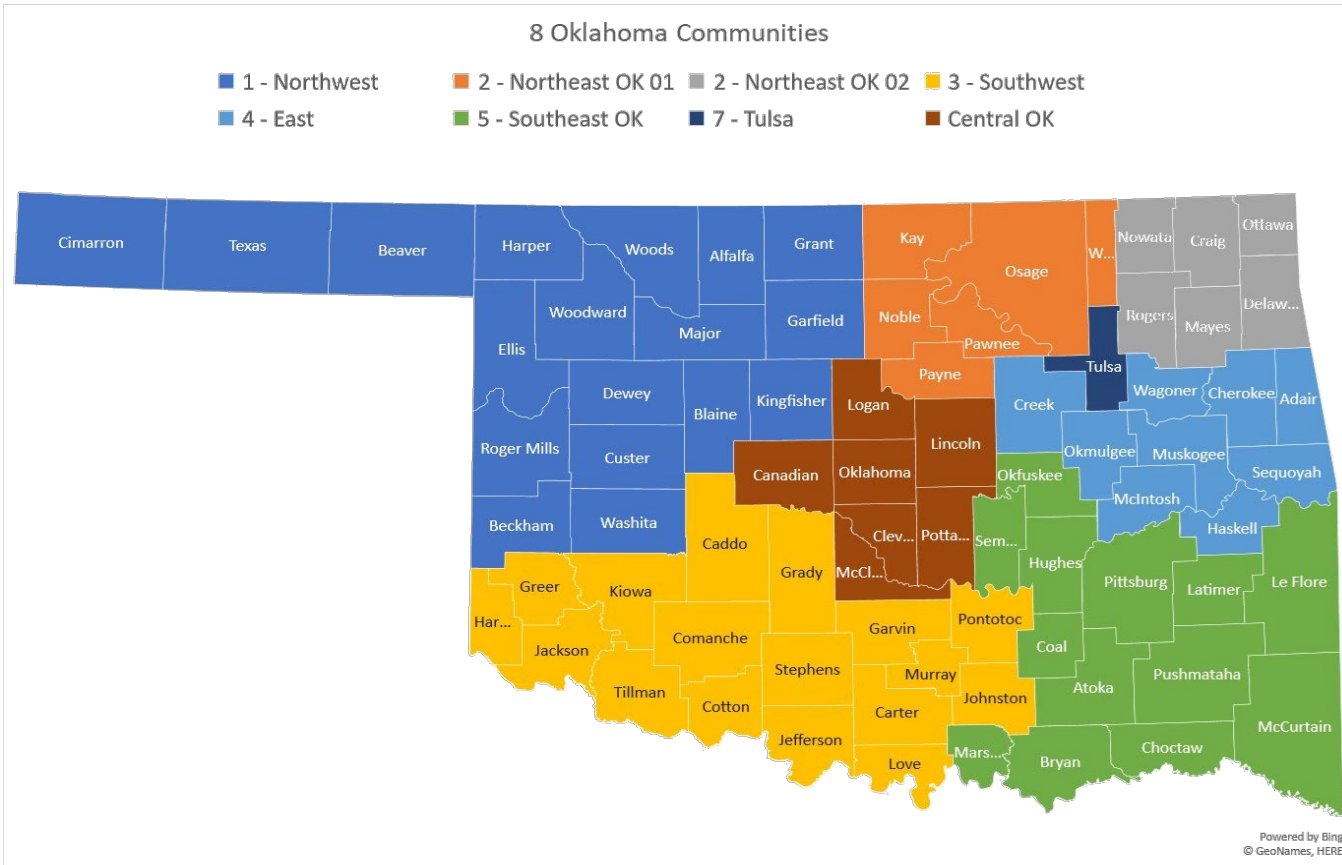 8 Oklahoma Communities
1 - Northwest 2 - Northeast OK 01 2 - Northeast OK 02 3 - Southwest
4 - East 5 - Southeast OK 7 - Tulsa Central OK
Cimarron Texas Beaver Harper Woods Alfalfa Grant Kay Osage W... Nowata Craig Ottawa
Ellis Woodward Major Garfield Noble Pawnee Rogers Mayes Delaw...
Dewey Blaine Kingfisher Logan Payne Creek Tulsa Wagoner Cherokee Adair
Roger Mills Custer Canadian Oklahoma Lincoln Okfuskee Okmulgee Muskogee Sequoyah
Beckham Washita Caddo Grady McCl... Clev... Potta... Sem... Hughes McIntosh Haskell
Har... Greer Kiowa Pittsburg Latimer Le Flore
Jackson Comanche Stephens Garvin Pontotoc Coal
Tillman Cotton Jefferson Carter Murray Johnston Atoka Pushmataha
Love Mars... Bryan Choctaw McCurtain
Powered by Bing
© GeoNames, HERE